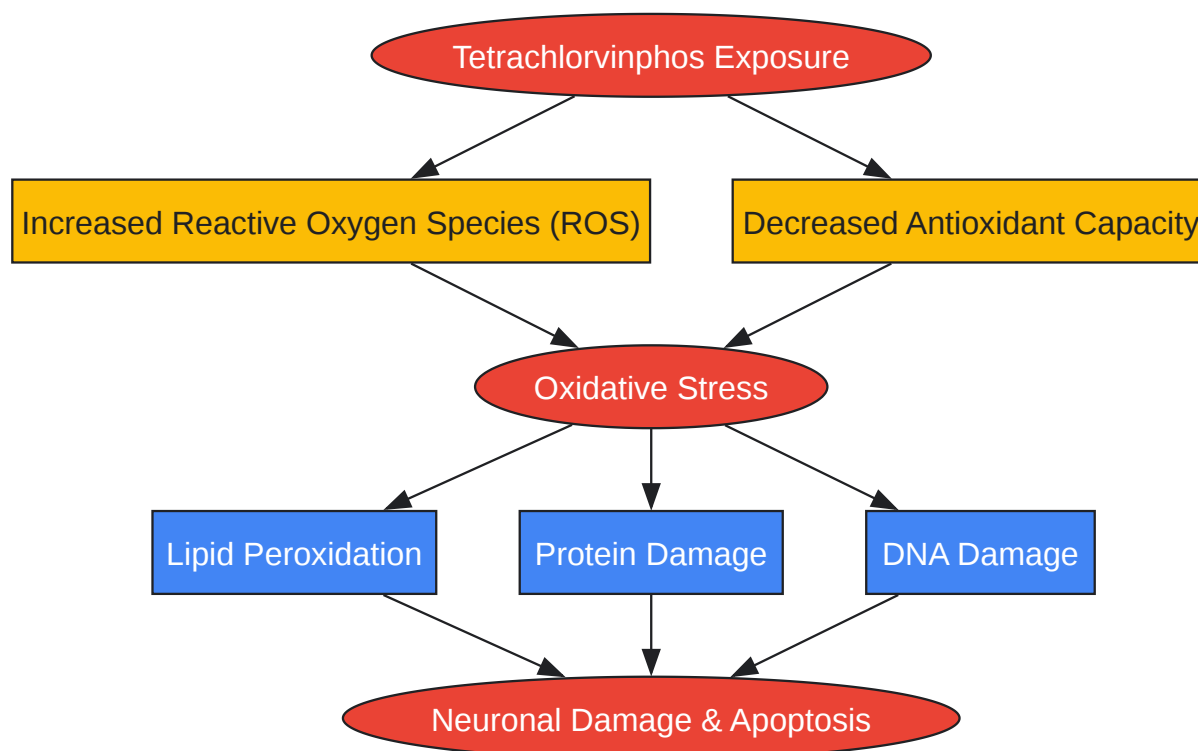 Tetrachlorvinphos Exposure
Increased Reactive Oxygen Species (ROS)
Decreased Antioxidant Capacity
Oxidative Stress
Lipid Peroxidation
Protein Damage
DNA Damage
Neuronal Damage & Apoptosis